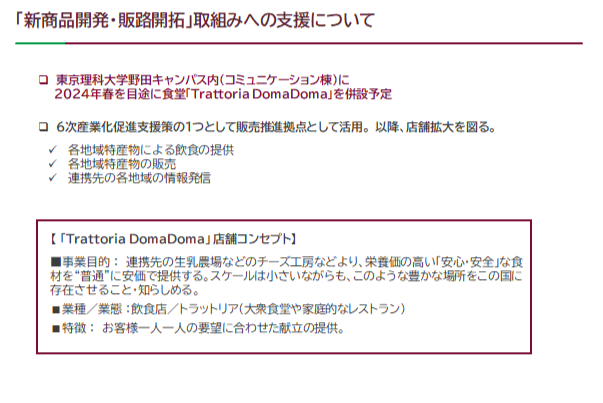 「新商品開発・販路開拓」取組みへの支援について
❑ 東京理科大学野田キャンパス内(コミュニケーション棟)に
2024年春を目途に食堂「Trattoria DomaDoma」を併設予定
❑ 6次産業化促進支援策の1つとして販売推進拠点として活用。以降、店舗拡大を図る。
✓ 各地域特産物による飲食の提供
✓ 各地域特産物の販売
✓ 連携先の各地域の情報発信
【「Trattoria DomaDoma」店舗コンセプト】
■事業目的： 連携先の生乳農場などのチーズ工房などより、栄養価の高い「安心・安全」な食
材を“普通”に安価で提供する。スケールは小さいながらも、このような豊かな場所をこの国に
存在させること・知らしめる。
■業種／業態：飲食店／トラットリア(大衆食堂や家庭的なレストラン)
■特徴： お客様一人一人の要望に合わせた献立の提供。